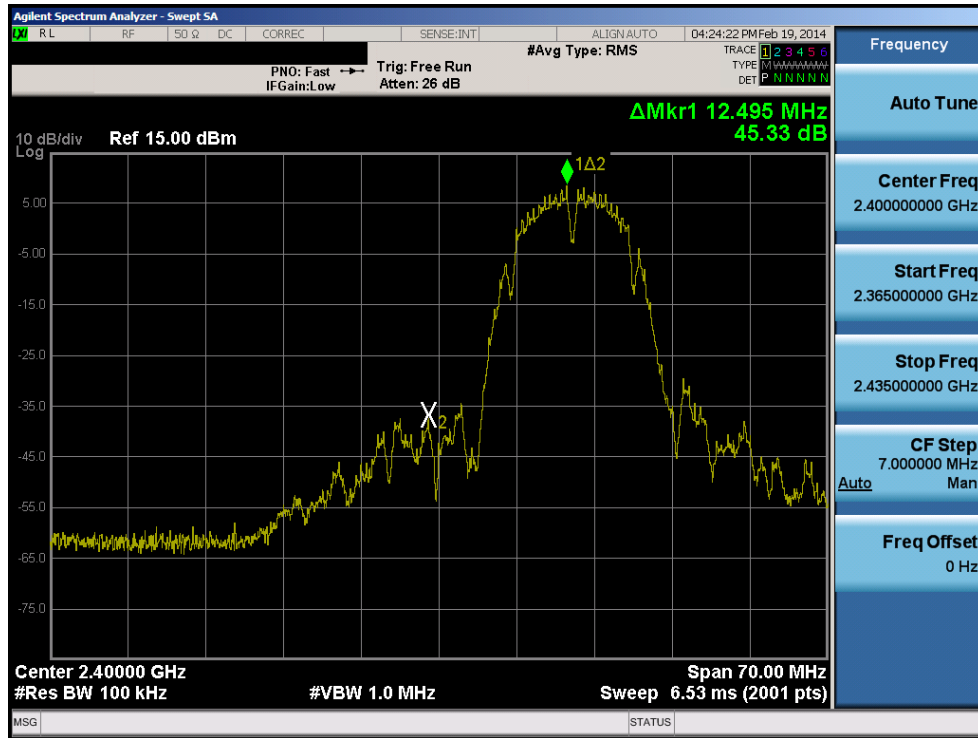 Agilent Spectrum Analyzer - Swept SA
LXI RL RF 50 Ω DC CORREC SENSE:INT ALIGN AUTO 04:24:22 PM Feb 19, 2014
#Avg Type: RMS
TRACE 1 2 3 4 5 6
PNO: Fast Trig: Free Run
TYPE M WWWWW
IFGain:Low Atten: 26 dB
DET P N N N N N
ΔMkr1 12.495 MHz
45.33 dB
10 dB/div Ref 15.00 dBm
Log
1Δ2
5.00
-5.00
-15.0
-25.0
-35.0
X2
-45.0
-55.0
-65.0
-75.0
Center 2.40000 GHz Span 70.00 MHz
#Res BW 100 kHz #VBW 1.0 MHz Sweep 6.53 ms (2001 pts)
MSG STATUS
Frequency
Auto Tune
Center Freq
2.400000000 GHz
Start Freq
2.365000000 GHz
Stop Freq
2.435000000 GHz
CF Step
7.000000 MHz
Auto Man
Freq Offset
0 Hz